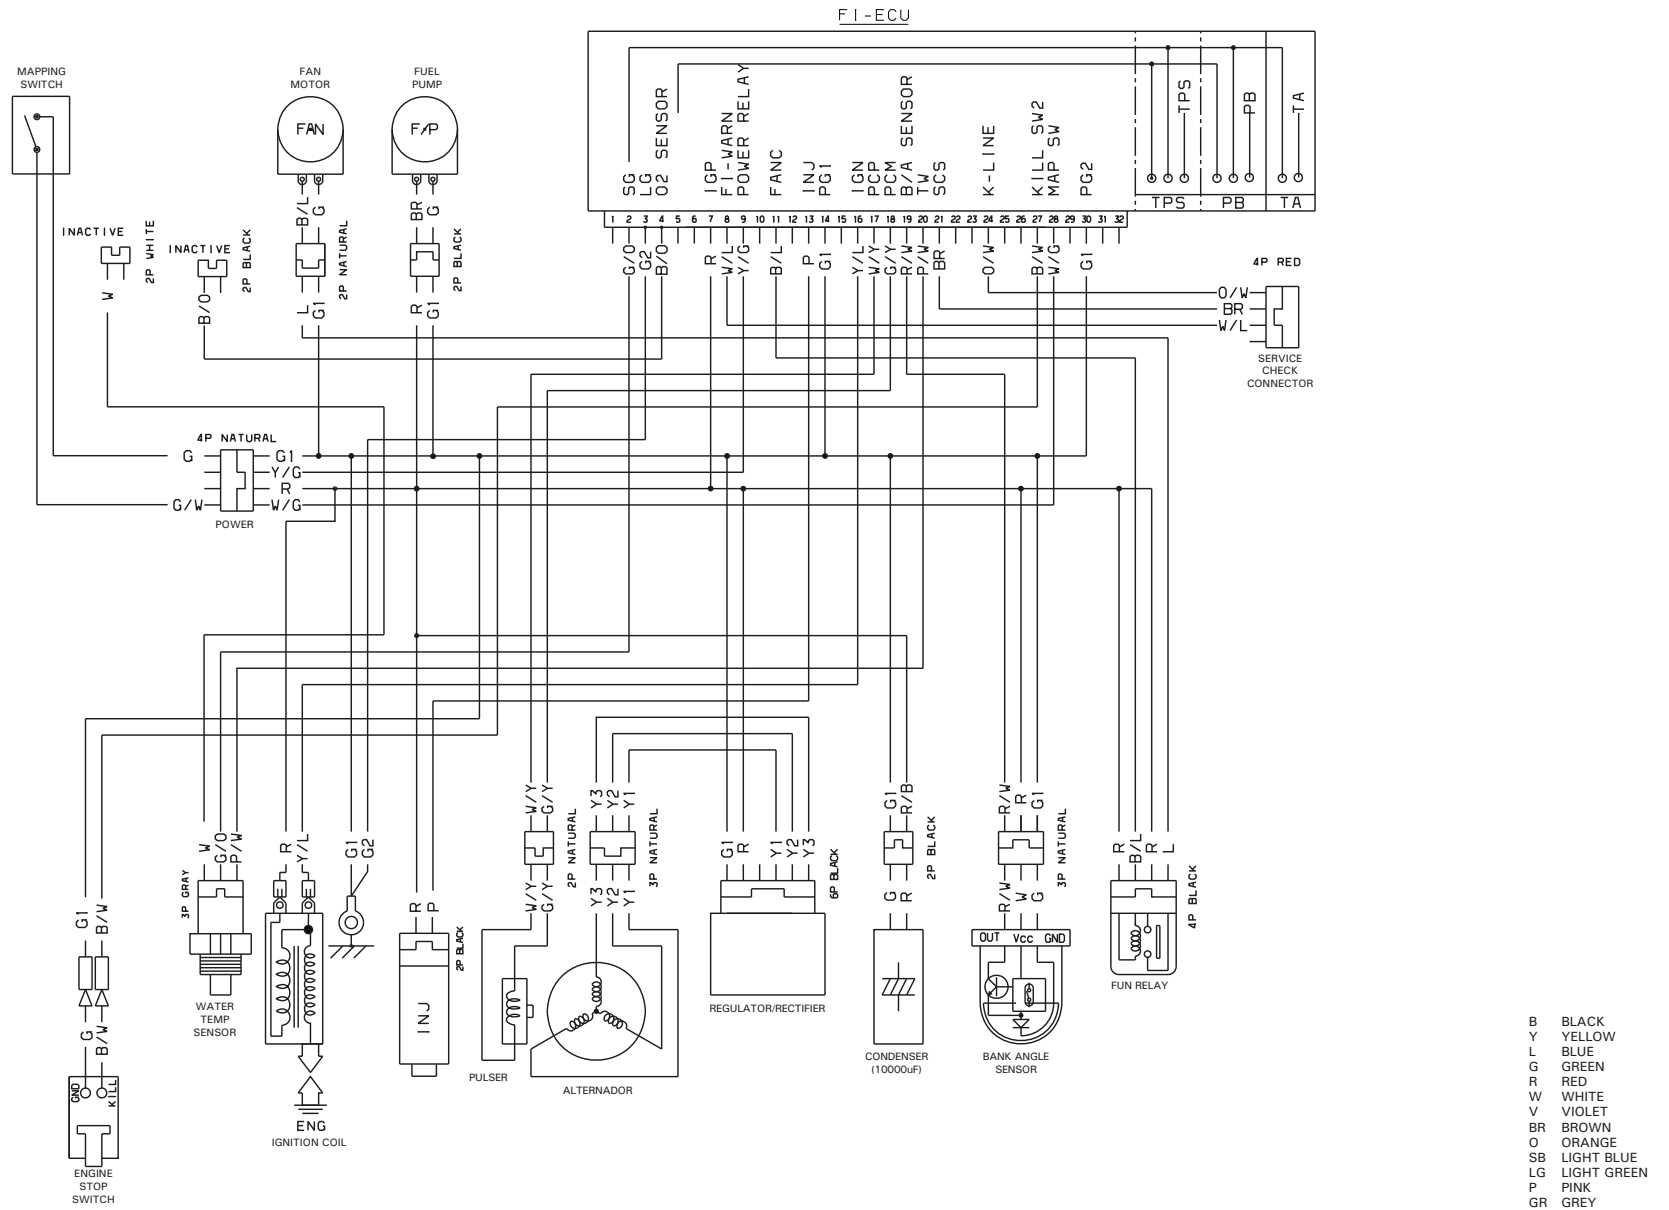 FI-ECU
MAPPING
SWITCH
FAN
MOTOR
FUEL
PUMP
FAN
F/P
SG
LG
O2 SENSOR
IGP
FI-WARN
POWER RELAY
FANC
INJ
PG1
IGN
PCP
PCM
B/A SENSOR
TW
SCS
K-LINE
KILL SW2
MAP SW
PG2
TPS
PB
TA
TPS
PB
TA
1 2 3 4 5 6 7 8 9 10 11 12 13 14 15 16 17 18 19 20 21 22 23 24 25 26 27 28 29 30 31 32
B/L
G
BR
G
INACTIVE
2P WHITE
INACTIVE
2P BLACK
2P NATURAL
2P BLACK
G/O
G2
B/O
R
W/L
Y/G
B/L
P
G1
Y/L
W/Y
G/Y
R/W
P/W
BR
O/W
B/W
W/G
G1
4P RED
O/W
BR
W/L
SERVICE
CHECK
CONNECTOR
W
B/O
L
G1
R
G1
4P NATURAL
G
G1
Y/G
R
G/W
W/G
POWER
W
G/O
P/W
R
Y/L
G1
G2
R
P
W/Y
G/Y
2P NATURAL
Y3
Y2
Y1
3P NATURAL
G1
R
Y1
Y2
Y3
6P BLACK
G1
R/B
2P BLACK
R/W
R
G1
3P NATURAL
R
B/L
R
L
4P BLACK
3P GRAY
G1
B/W
2P BLACK
W/Y
G/Y
Y3
Y2
Y1
G
R
R/W
W
G
OUT
Vcc
GND
FUN RELAY
WATER
TEMP
SENSOR
REGULATOR/RECTIFIER
INJ
G
B/W
GND
KILL
PULSER
ALTERNADOR
CONDENSER
(10000uF)
BANK ANGLE
SENSOR
ENG
IGNITION COIL
ENGINE
STOP
SWITCH
B BLACK
Y YELLOW
L BLUE
G GREEN
R RED
W WHITE
V VIOLET
BR BROWN
O ORANGE
SB LIGHT BLUE
LG LIGHT GREEN
P PINK
GR GREY